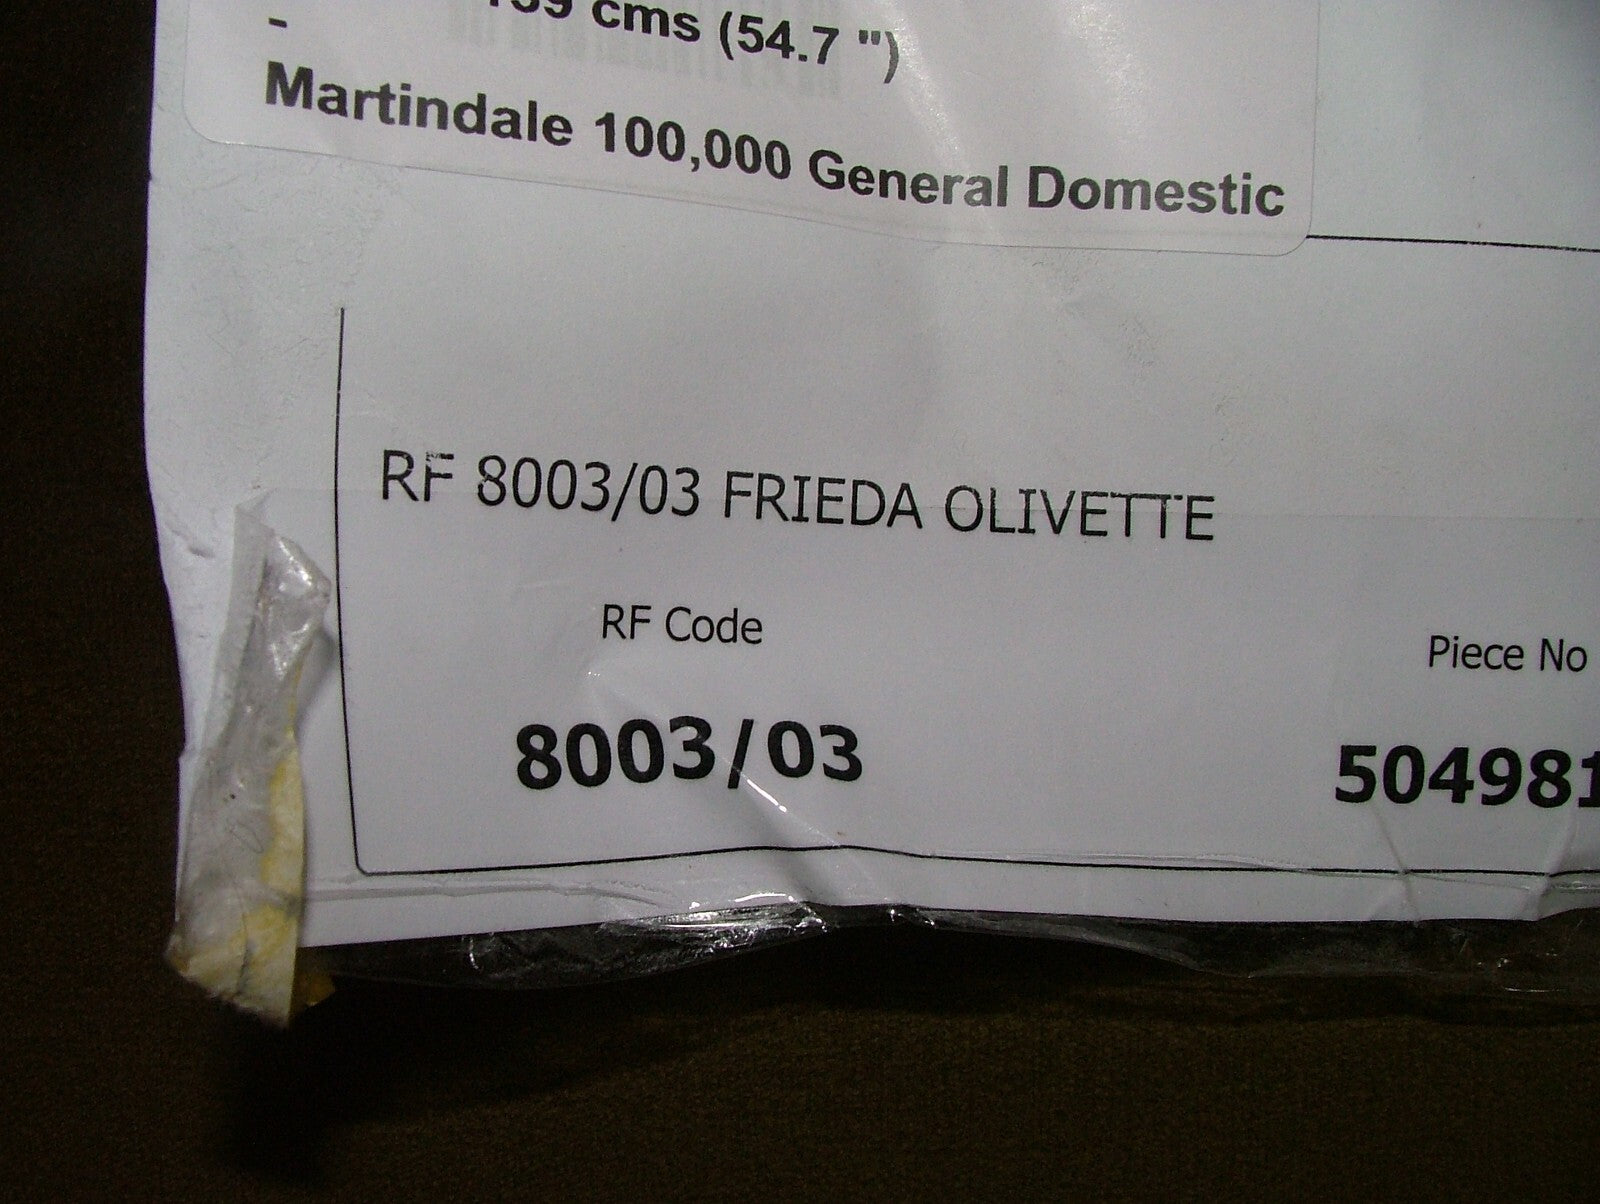 cms (54.7 ")
-
Martindale 100,000 General Domestic
RF 8003/03 FRIEDA OLIVETTE
RF Code
Piece No
8003/03
504981